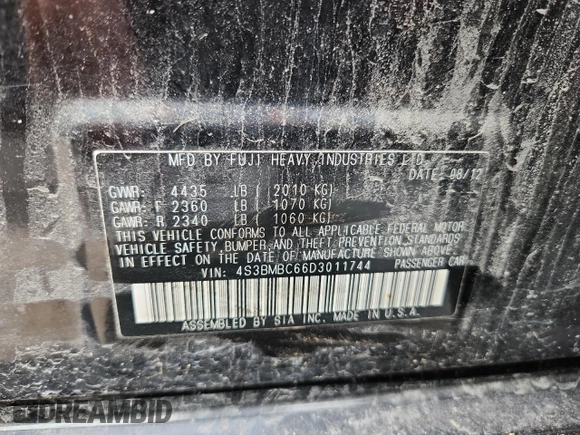 MFD BY FUJI HEAVY INDUSTRIES LTD.
DATE: 08/12
GVWR: 4435 LB ( 2010 KG)
GAWR: F 2360 LB ( 1070 KG)
GAWR: R 2340 LB ( 1060 KG)
THIS VEHICLE CONFORMS TO ALL APPLICABLE FEDERAL MOTOR
VEHICLE SAFETY, BUMPER, AND THEFT PREVENTION STANDARDS
IN EFFECT ON THE DATE OF MANUFACTURE SHOWN ABOVE.
VIN: 4S3BMBC66D3011744 PASSENGER CAR
ASSEMBLED BY SIA INC. MADE IN U.S.A.
DREAMBID